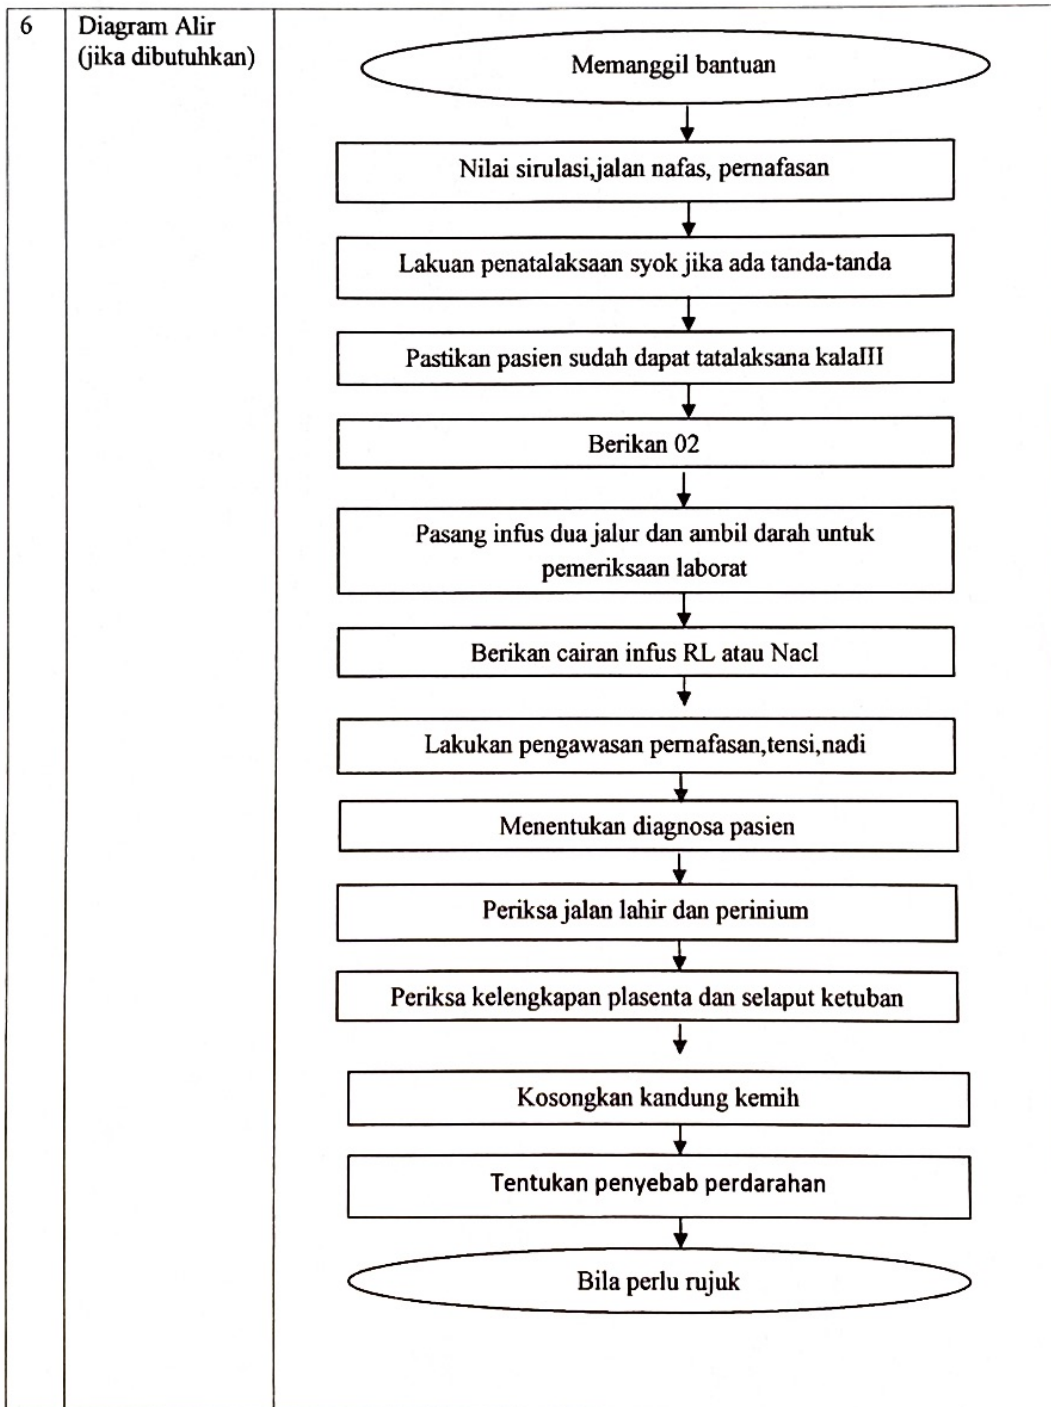 6
Diagram Alir
(jika dibutuhkan)
Memanggil bantuan
Nilai sirulasi,jalan nafas, pernafasan
Lakuan penatalaksaan syok jika ada tanda-tanda
Pastikan pasien sudah dapat tatalaksana kalaIII
Berikan 02
Pasang infus dua jalur dan ambil darah untuk
pemeriksaan laborat
Berikan cairan infus RL atau Nacl
Lakukan pengawasan pernafasan,tensi,nadi
Menentukan diagnosa pasien
Periksa jalan lahir dan perinium
Periksa kelengkapan plasenta dan selaput ketuban
Kosongkan kandung kemih
Tentukan penyebab perdarahan
Bila perlu rujuk